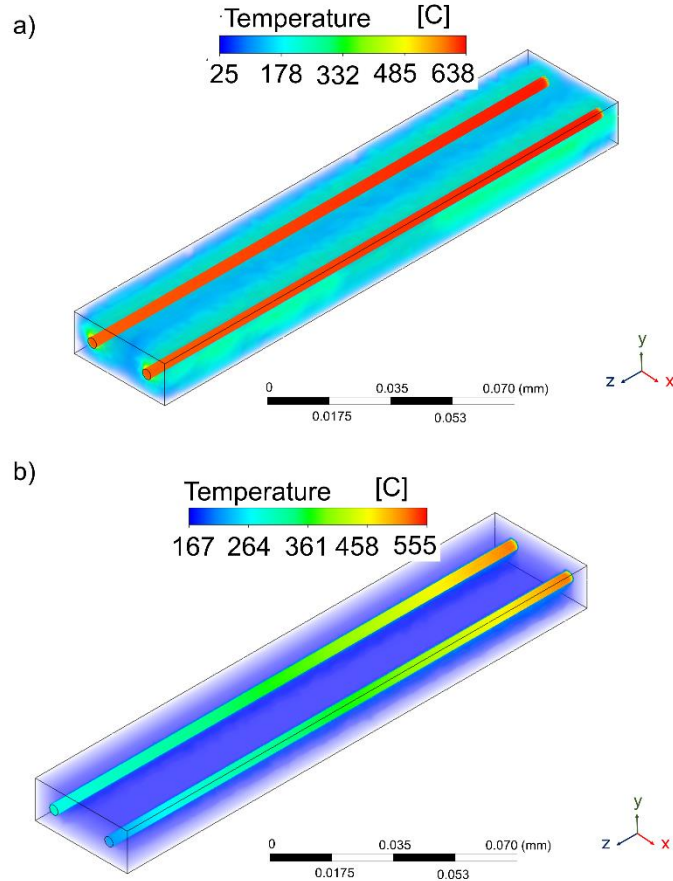 a)
Temperature [C]
25 178 332 485 638
0 0.035 0.070 (mm)
0.0175 0.053
y
z x
b)
Temperature [C]
167 264 361 458 555
0 0.035 0.070 (mm)
0.0175 0.053
y
z x